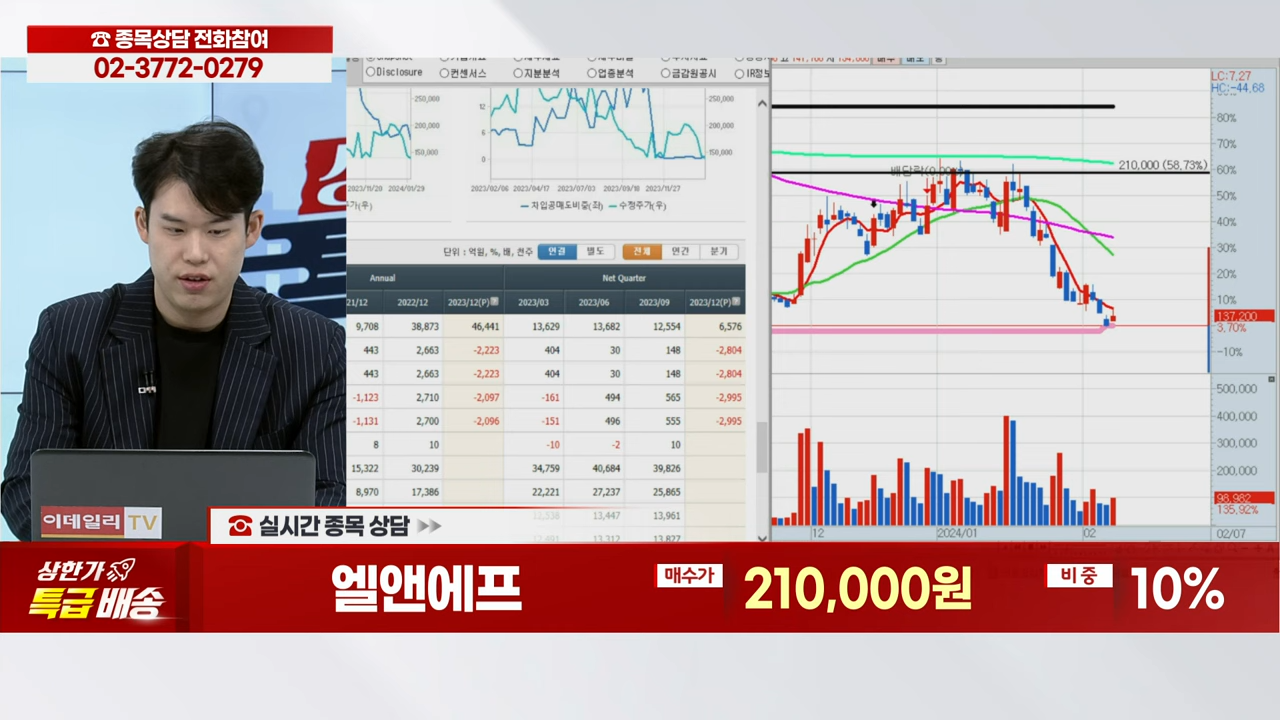 ☎ 종목상담 전화참여
02-3772-0279
Disclosure 컨센서스 지분분석 업종분석 금감원공시 IR정보
250,000
200,000
150,000
2023/11/29 2024/01/29
12
6
0
250,000
200,000
150,000
2023/02/06 2023/04/17 2023/07/03 2023/09/18 2023/11/27
차입공매도비중(좌) 수정주가(우)
단위 : 억원, %, 배, 천주 연결 별도 전체 연간 분기
Annual Net Quarter
21/12 2022/12 2023/12(P) 2023/03 2023/06 2023/09 2023/12(P)
9,708 38,873 46,441 13,629 13,682 12,554 6,576
443 2,663 -2,223 404 30 148 -2,804
443 2,663 -2,223 404 30 148 -2,804
-1,123 2,710 -2,097 -161 494 565 -2,995
-1,131 2,700 -2,096 -151 496 555 -2,995
8 10 -10 -2 10
15,322 30,239 34,759 40,684 39,826
8,970 17,386 22,221 27,237 25,865
13,447 13,961
LC:7.27
HC:-44.68
80%
70%
60%
50%
40%
30%
20%
10%
-10%
210,000 (58,73%)
137,200
3.70%
500,000
400,000
300,000
200,000
98,982
135.92%
12 2024/01 02 02/07
이데일리 TV
☎ 실시간 종목 상담
상한가
특급 배송
엘앤에프
매수가
210,000원
비중
10%